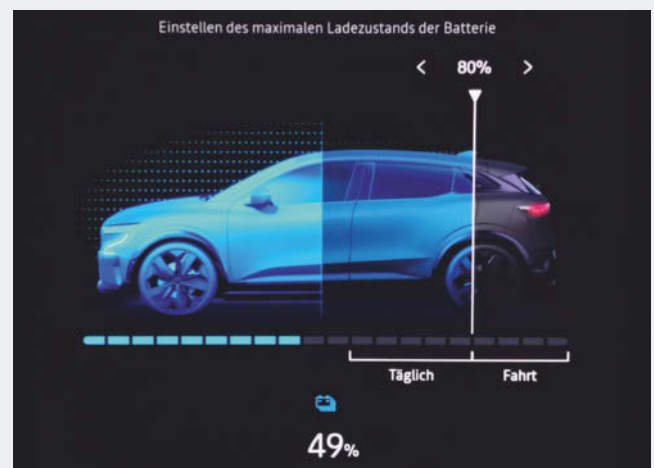 Einstellen des maximalen Ladezustands der Batterie
< 80% >
Täglich Fahrt
49%